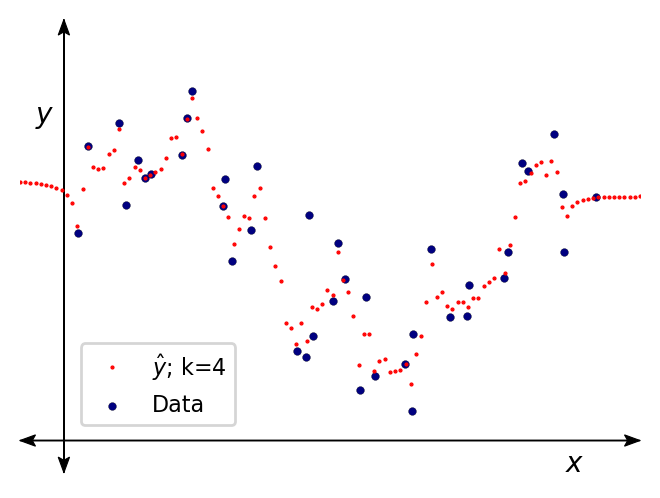 y
ŷ; k=4
Data
x